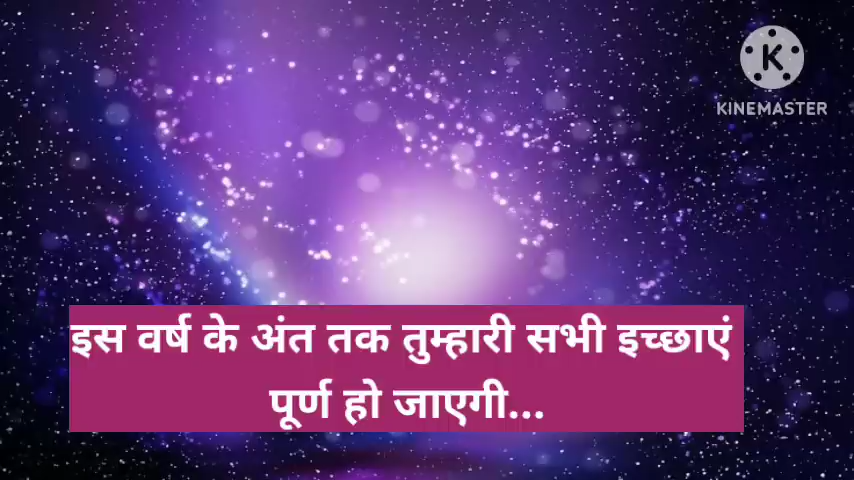 KINEMASTER
इस वर्ष के अंत तक तुम्हारी सभी इच्छाएं
पूर्ण हो जाएगी...